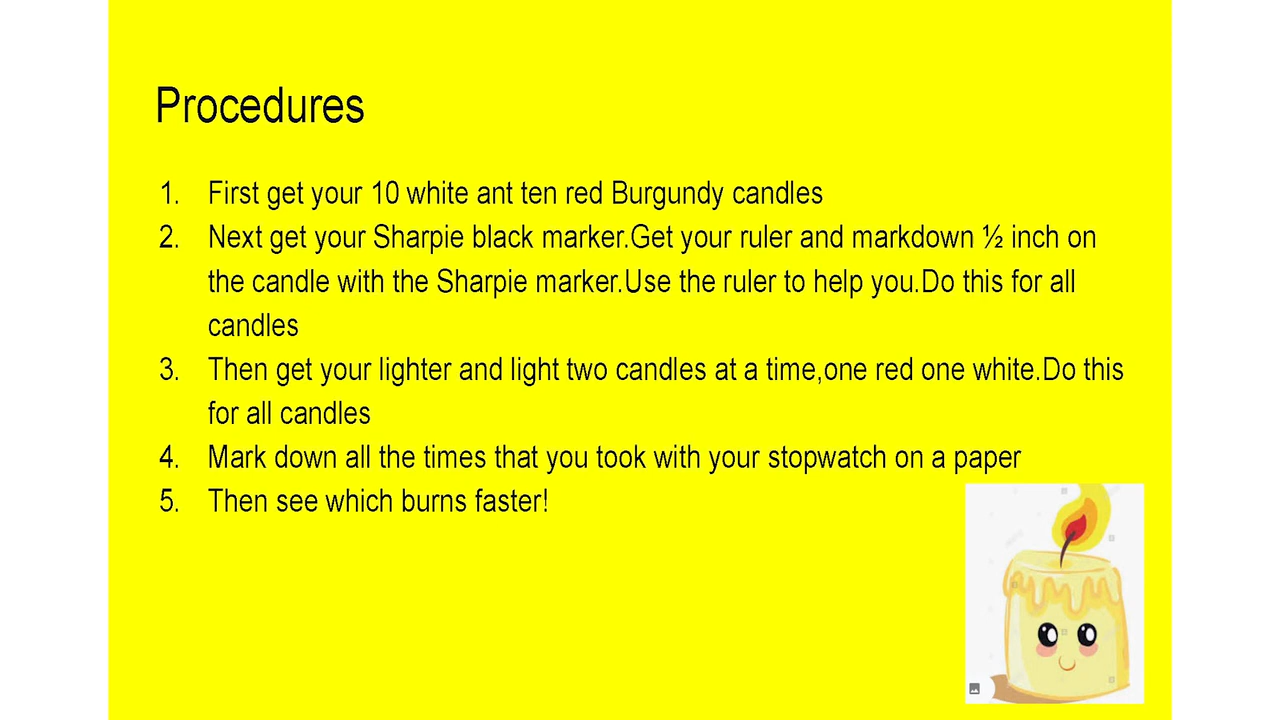 Procedures
1. First get your 10 white ant ten red Burgundy candles
2. Next get your Sharpie black marker.Get your ruler and markdown ½ inch on
the candle with the Sharpie marker.Use the ruler to help you.Do this for all
candles
3. Then get your lighter and light two candles at a time,one red one white.Do this
for all candles
4. Mark down all the times that you took with your stopwatch on a paper
5. Then see which burns faster!